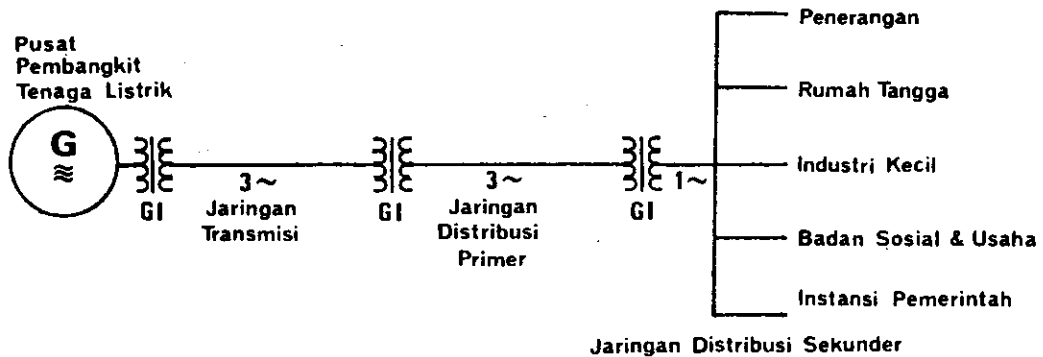 Pusat
Pembangkit
Tenaga Listrik
G
GI
3~
Jaringan
Transmisi
GI
3~
Jaringan
Distribusi
Primer
GI
1~
Penerangan
Rumah Tangga
Industri Kecil
Badan Sosial & Usaha
Instansi Pemerintah
Jaringan Distribusi Sekunder